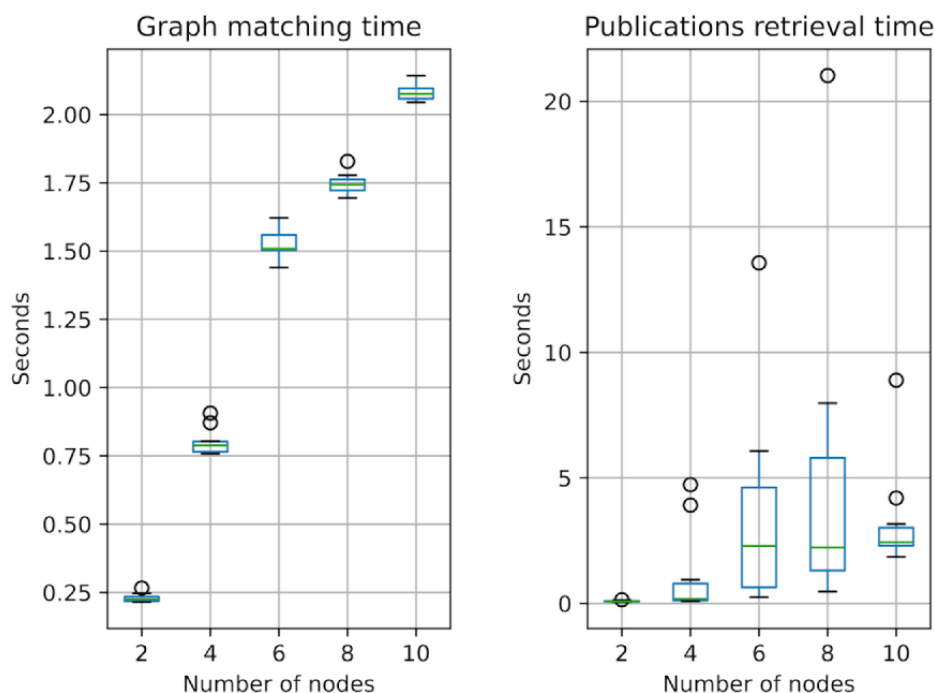 Graph matching time
2.00
1.75
1.50
1.25
1.00
0.75
0.50
0.25
Seconds
2 4 6 8 10
Number of nodes
Publications retrieval time
20
15
10
5
0
Seconds
2 4 6 8 10
Number of nodes